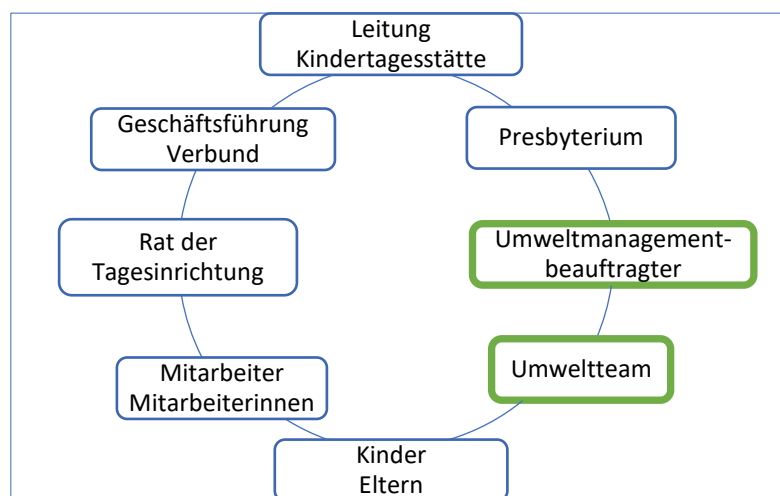 Leitung
Kindertagesstätte
Geschäftsführung
Verbund
Presbyterium
Rat der
Tagesinrichtung
Umweltmanagement-
beauftragter
Mitarbeiter
Mitarbeiterinnen
Umweltteam
Kinder
Eltern